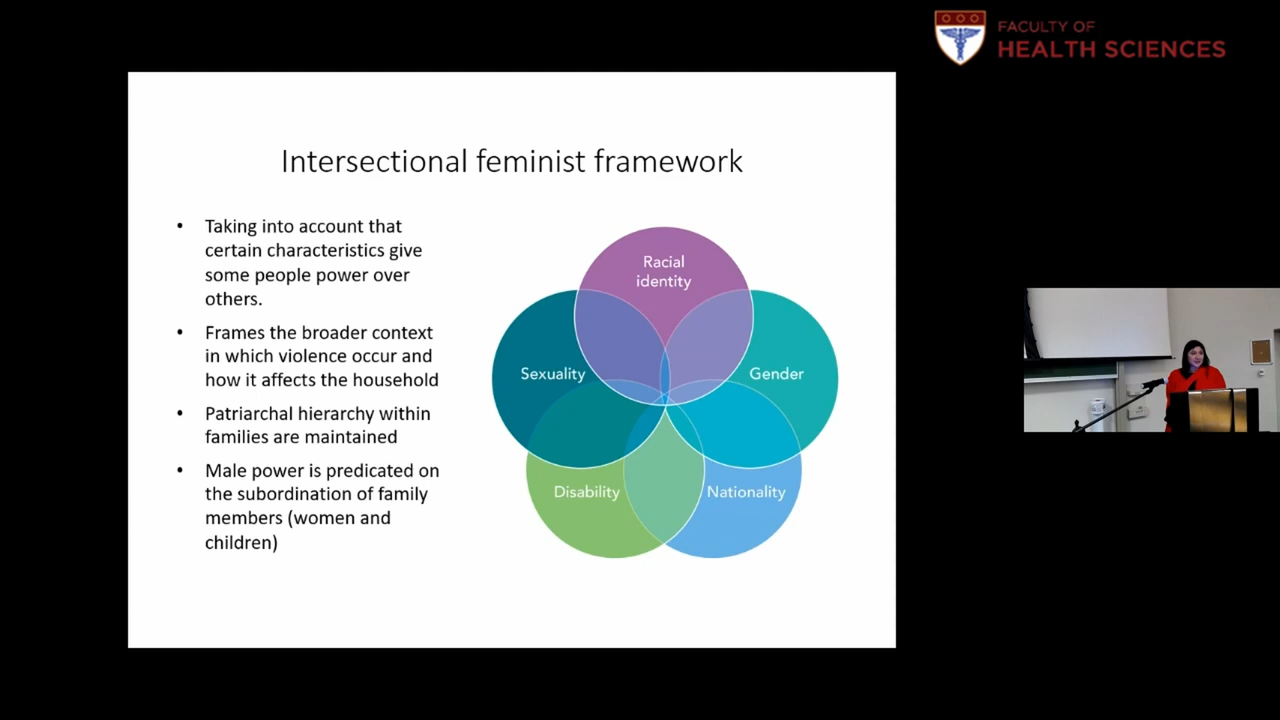 FACULTY OF
HEALTH SCIENCES
Intersectional feminist framework
• Taking into account that
certain characteristics give
some people power over
others.
• Frames the broader context
in which violence occur and
how it affects the household
• Patriarchal hierarchy within
families are maintained
• Male power is predicated on
the subordination of family
members (women and
children)
Racial
identity
Sexuality
Gender
Disability
Nationality